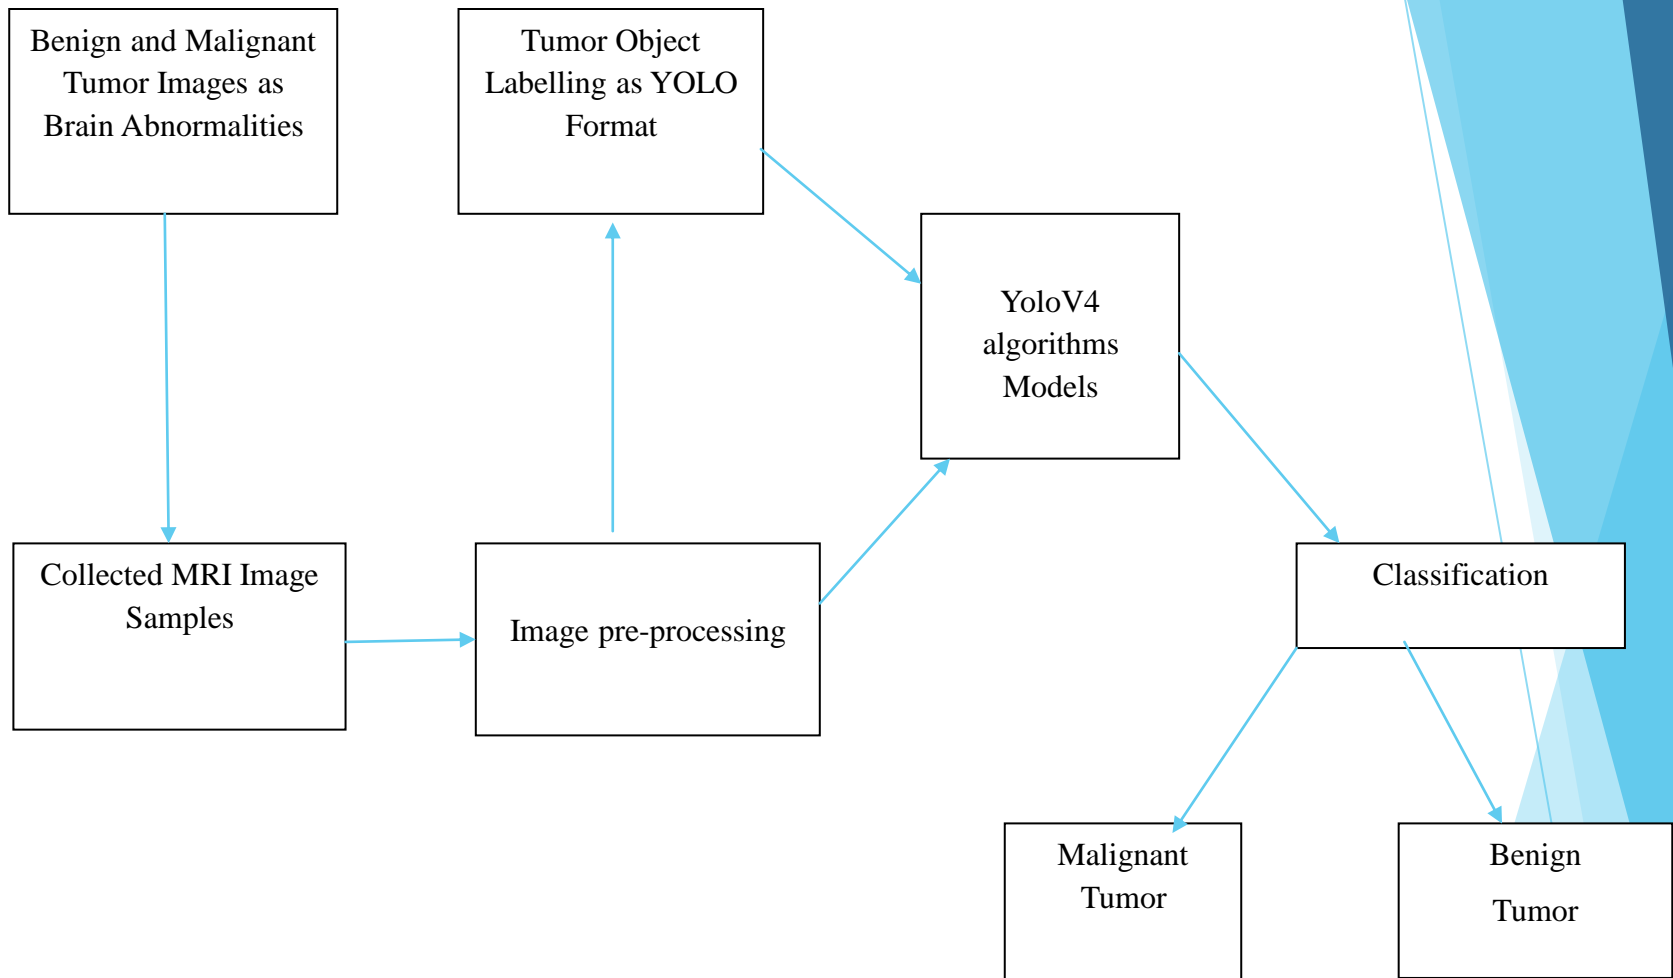 Benign and Malignant
Tumor Images as
Brain Abnormalities
Tumor Object
Labelling as YOLO
Format
YoloV4
algorithms
Models
Collected MRI Image
Samples
Image pre-processing
Classification
Malignant
Tumor
Benign
Tumor